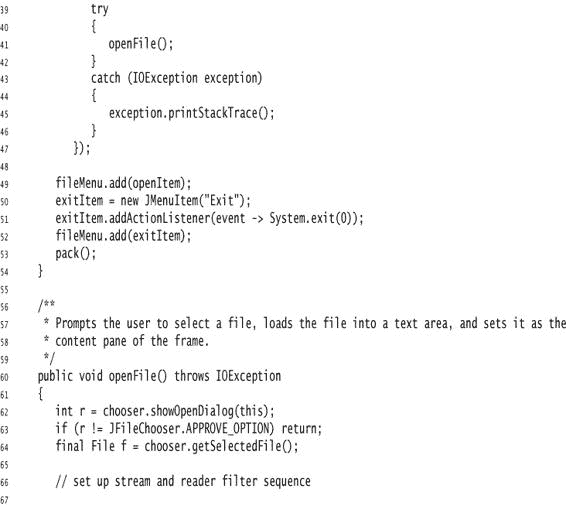 39 try
40 {
41 openFile();
42 }
43 catch (IOException exception)
44 {
45 exception.printStackTrace();
46 }
47 });
48
49 fileMenu.add(openItem);
50 exitItem = new JMenuItem("Exit");
51 exitItem.addActionListener(event -> System.exit(0));
52 fileMenu.add(exitItem);
53 pack();
54 }
55
56 /**
57 * Prompts the user to select a file, loads the file into a text area, and sets it as the
58 * content pane of the frame.
59 */
60 public void openFile() throws IOException
61 {
62 int r = chooser.showOpenDialog(this);
63 if (r != JFileChooser.APPROVE_OPTION) return;
64 final File f = chooser.getSelectedFile();
65
66 // set up stream and reader filter sequence
67